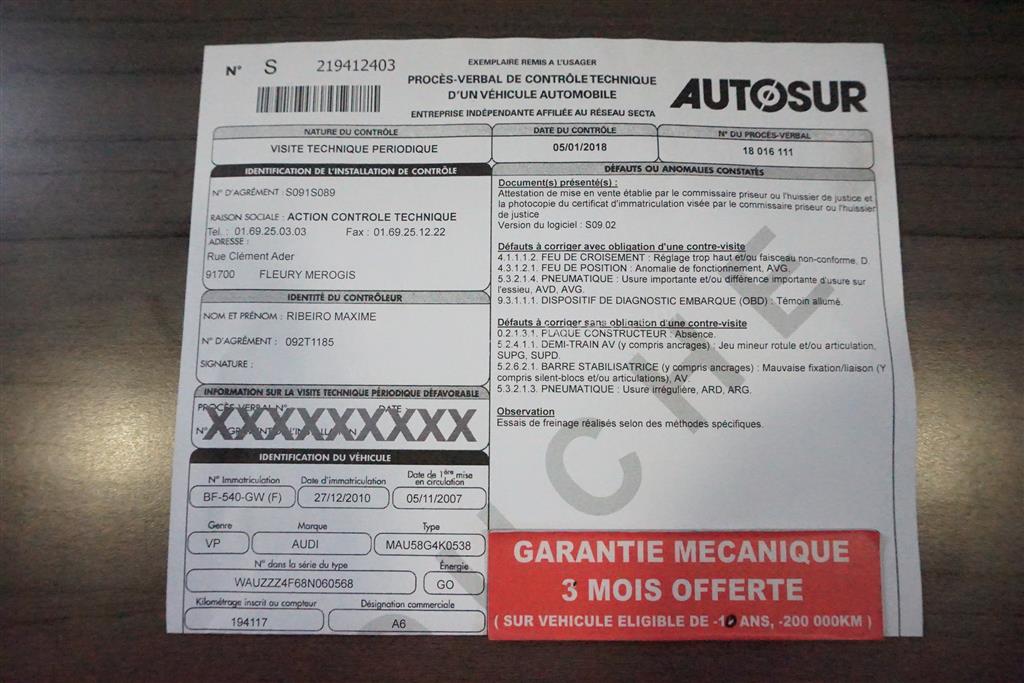 N° S 219412403
EXEMPLAIRE REMIS A L'USAGER
PROCÈS-VERBAL DE CONTRÔLE TECHNIQUE
D'UN VÉHICULE AUTOMOBILE
ENTREPRISE INDÉPENDANTE AFFILIÉE AU RÉSEAU SECTA
AUTOSUR
NATURE DU CONTRÔLE
VISITE TECHNIQUE PERIODIQUE
DATE DU CONTRÔLE
05/01/2018
N° DU PROCÈS-VERBAL
18 016 111
IDENTIFICATION DE L'INSTALLATION DE CONTRÔLE
N° D'AGRÉMENT : S091S089
RAISON SOCIALE : ACTION CONTROLE TECHNIQUE
Tel. : 01.69.25.03.03 Fax : 01.69.25.12.22
ADRESSE :
Rue Clément Ader
91700 FLEURY MEROGIS
IDENTITÉ DU CONTRÔLEUR
NOM ET PRÉNOM : RIBEIRO MAXIME
N° D'AGRÉMENT : 092T1185
SIGNATURE :
INFORMATION SUR LA VISITE TECHNIQUE PÉRIODIQUE DÉFAVORABLE
PROCÈS-VERBAL N° DATE
XXXXXXXXX
IDENTIFICATION DU VÉHICULE
N° Immatriculation
BF-540-GW (F)
Date d'immatriculation
27/12/2010
Date de 1ère mise
en circulation
05/11/2007
Genre
VP
Marque
AUDI
Type
MAU58G4K0538
N° dans la série du type
WAUZZZ4F68N060568
Énergie
GO
Kilométrage inscrit au compteur
194117
Désignation commerciale
A6
DÉFAUTS OU ANOMALIES CONSTATÉS
Document(s) présenté(s) :
Attestation de mise en vente établie par le commissaire priseur ou l'huissier de justice et
la photocopie du certificat d'immatriculation visée par le commissaire priseur ou l'huissier
de justice
Version du logiciel : S09.02
Défauts à corriger avec obligation d'une contre-visite
4.1.1.1.2. FEU DE CROISEMENT : Réglage trop haut et/ou faisceau non-conforme, D.
4.3.1.2.1. FEU DE POSITION : Anomalie de fonctionnement, AVG.
5.3.2.1.4. PNEUMATIQUE : Usure importante et/ou différence importante d'usure sur
l'essieu, AVD, AVG.
9.3.1.1.1. DISPOSITIF DE DIAGNOSTIC EMBARQUE (OBD) : Témoin allumé.
Défauts à corriger sans obligation d'une contre-visite
0.2.1.3.1. PLAQUE CONSTRUCTEUR : Absence.
5.2.4.1.1. DEMI-TRAIN AV (y compris ancrages) : Jeu mineur rotule et/ou articulation,
SUPG, SUPD.
5.2.6.2.1. BARRE STABILISATRICE (y compris ancrages) : Mauvaise fixation/liaison (Y
compris silent-blocs et/ou articulations), AV.
5.3.2.1.3. PNEUMATIQUE : Usure irrégulière, ARD, ARG.
Observation
Essais de freinage réalisés selon des méthodes spécifiques.
GARANTIE MECANIQUE
3 MOIS OFFERTE
( SUR VEHICULE ELIGIBLE DE -10 ANS, -200 000KM )